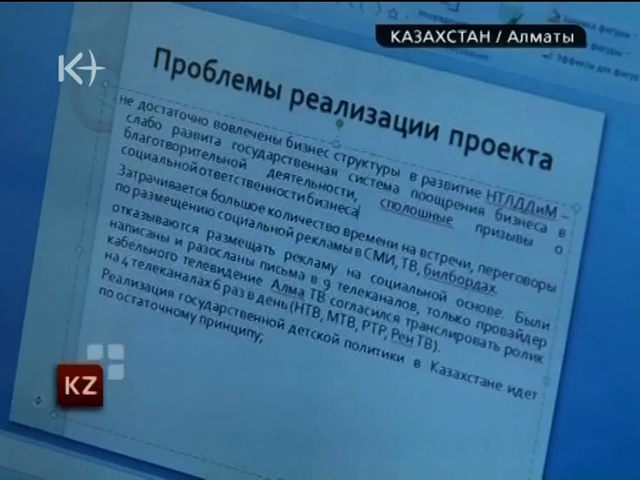 КАЗАХСТАН / Алматы
K+
Проблемы реализации проекта
не достаточно вовлечены бизнес структуры в развитие НТЛДДиМ –
слабо развита государственная система поощрения бизнеса в
благотворительной деятельности, сплошные призывы о
социальной ответственности бизнеса
Затрачивается большое количество времени на встречи, переговоры
по размещению социальной рекламы в СМИ, ТВ, билбордах
отказываются размещать рекламу на социальной основе. Были
написаны и разосланы письма в 9 телеканалов, только провайдер
кабельного телевидение Алма ТВ согласился транслировать ролик
на 4 телеканалах 6 раз в день (НТВ, МТВ, РТР, Рен ТВ).
Реализация государственной детской политики в Казахстане идет
по остаточному принципу;
KZ